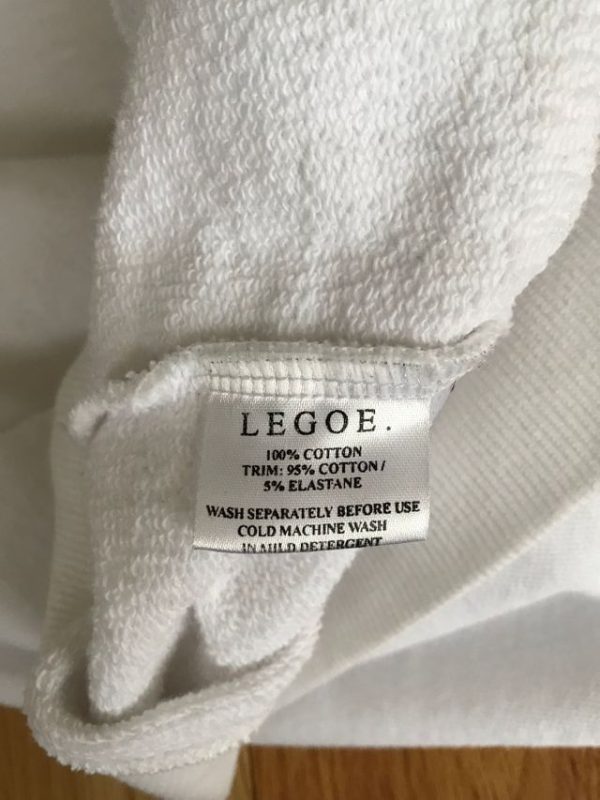 LEGOE.
100% COTTON
TRIM: 95% COTTON /
5% ELASTANE
WASH SEPARATELY BEFORE USE
COLD MACHINE WASH
IN MILD DETERGENT